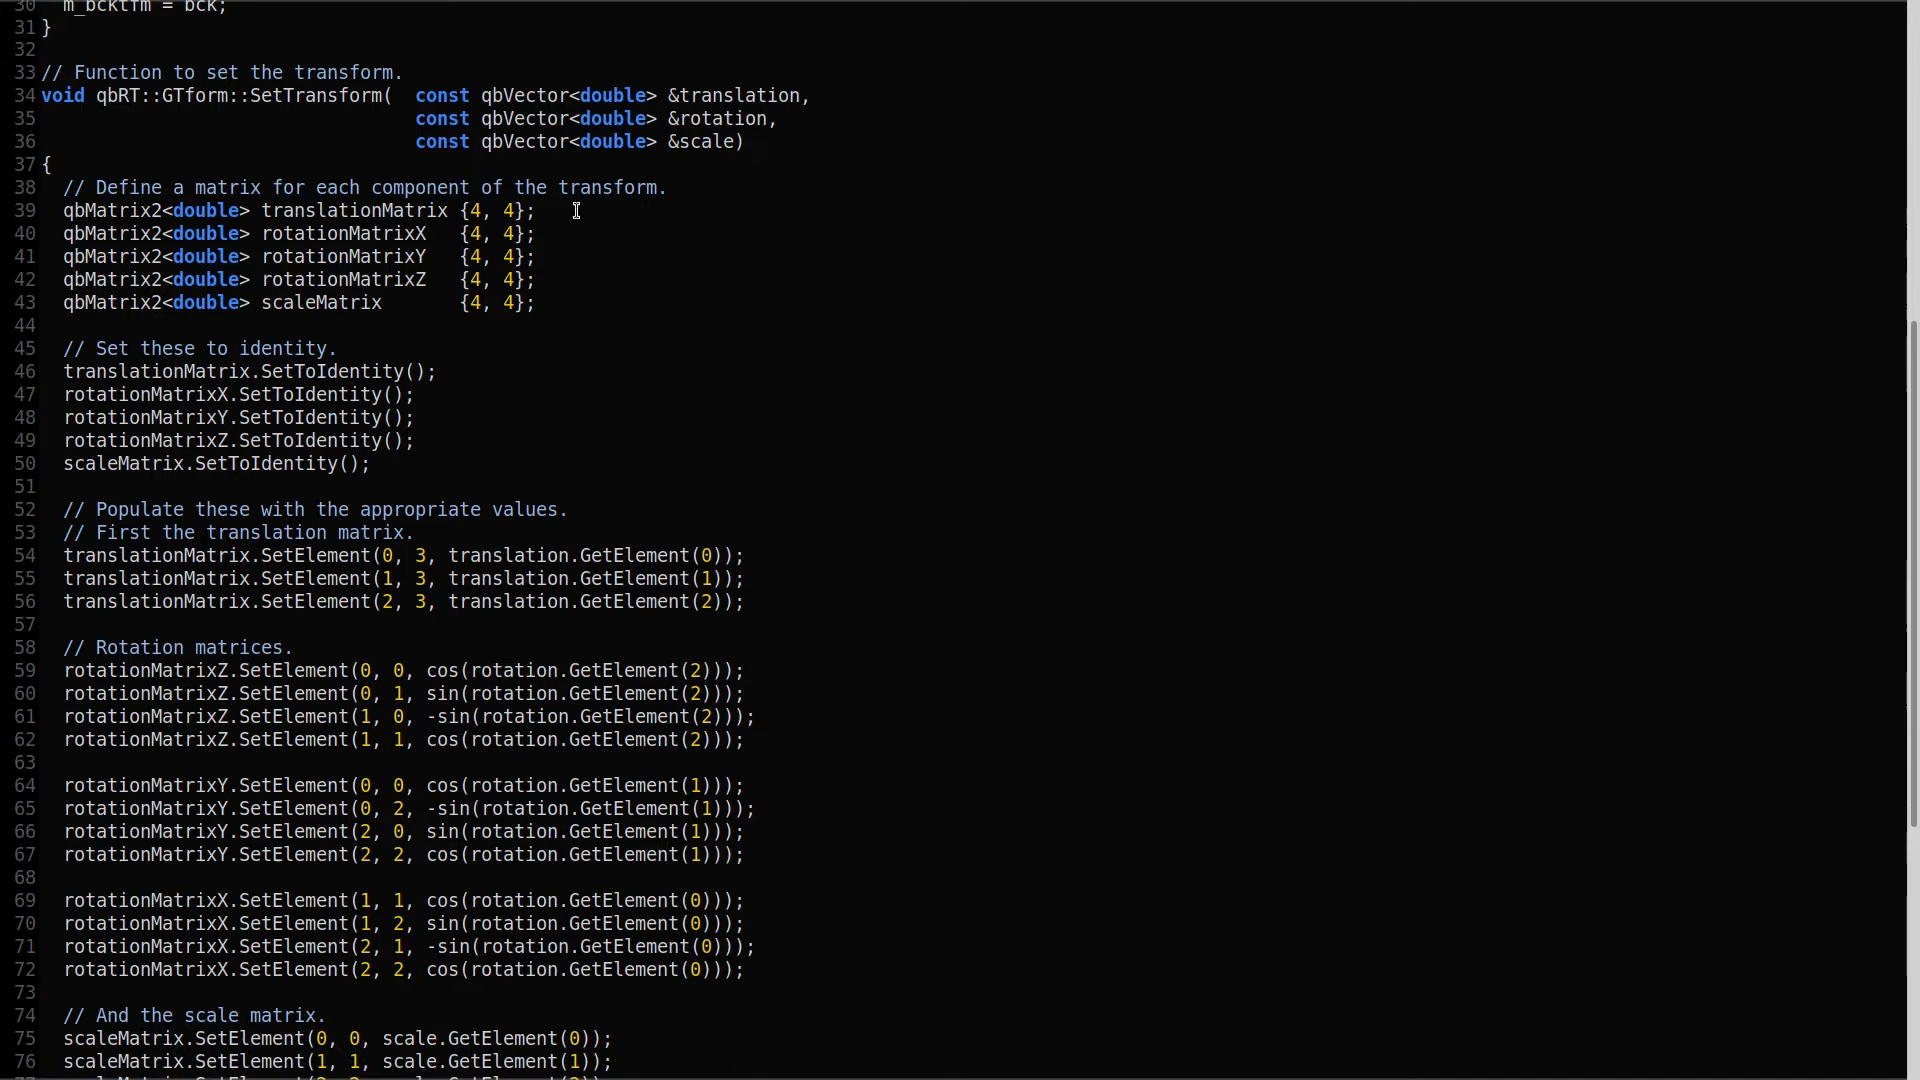 30   m_bcktfm = bck;
31 }
32
33 // Function to set the transform.
34 void qbRT::GTform::SetTransform(  const qbVector<double> &translation,
35                                   const qbVector<double> &rotation,
36                                   const qbVector<double> &scale)
37 {
38   // Define a matrix for each component of the transform.
39   qbMatrix2<double> translationMatrix {4, 4};
40   qbMatrix2<double> rotationMatrixX   {4, 4};
41   qbMatrix2<double> rotationMatrixY   {4, 4};
42   qbMatrix2<double> rotationMatrixZ   {4, 4};
43   qbMatrix2<double> scaleMatrix       {4, 4};
44
45   // Set these to identity.
46   translationMatrix.SetToIdentity();
47   rotationMatrixX.SetToIdentity();
48   rotationMatrixY.SetToIdentity();
49   rotationMatrixZ.SetToIdentity();
50   scaleMatrix.SetToIdentity();
51
52   // Populate these with the appropriate values.
53   // First the translation matrix.
54   translationMatrix.SetElement(0, 3, translation.GetElement(0));
55   translationMatrix.SetElement(1, 3, translation.GetElement(1));
56   translationMatrix.SetElement(2, 3, translation.GetElement(2));
57
58   // Rotation matrices.
59   rotationMatrixZ.SetElement(0, 0, cos(rotation.GetElement(2)));
60   rotationMatrixZ.SetElement(0, 1, sin(rotation.GetElement(2)));
61   rotationMatrixZ.SetElement(1, 0, -sin(rotation.GetElement(2)));
62   rotationMatrixZ.SetElement(1, 1, cos(rotation.GetElement(2)));
63
64   rotationMatrixY.SetElement(0, 0, cos(rotation.GetElement(1)));
65   rotationMatrixY.SetElement(0, 2, -sin(rotation.GetElement(1)));
66   rotationMatrixY.SetElement(2, 0, sin(rotation.GetElement(1)));
67   rotationMatrixY.SetElement(2, 2, cos(rotation.GetElement(1)));
68
69   rotationMatrixX.SetElement(1, 1, cos(rotation.GetElement(0)));
70   rotationMatrixX.SetElement(1, 2, sin(rotation.GetElement(0)));
71   rotationMatrixX.SetElement(2, 1, -sin(rotation.GetElement(0)));
72   rotationMatrixX.SetElement(2, 2, cos(rotation.GetElement(0)));
73
74   // And the scale matrix.
75   scaleMatrix.SetElement(0, 0, scale.GetElement(0));
76   scaleMatrix.SetElement(1, 1, scale.GetElement(1));